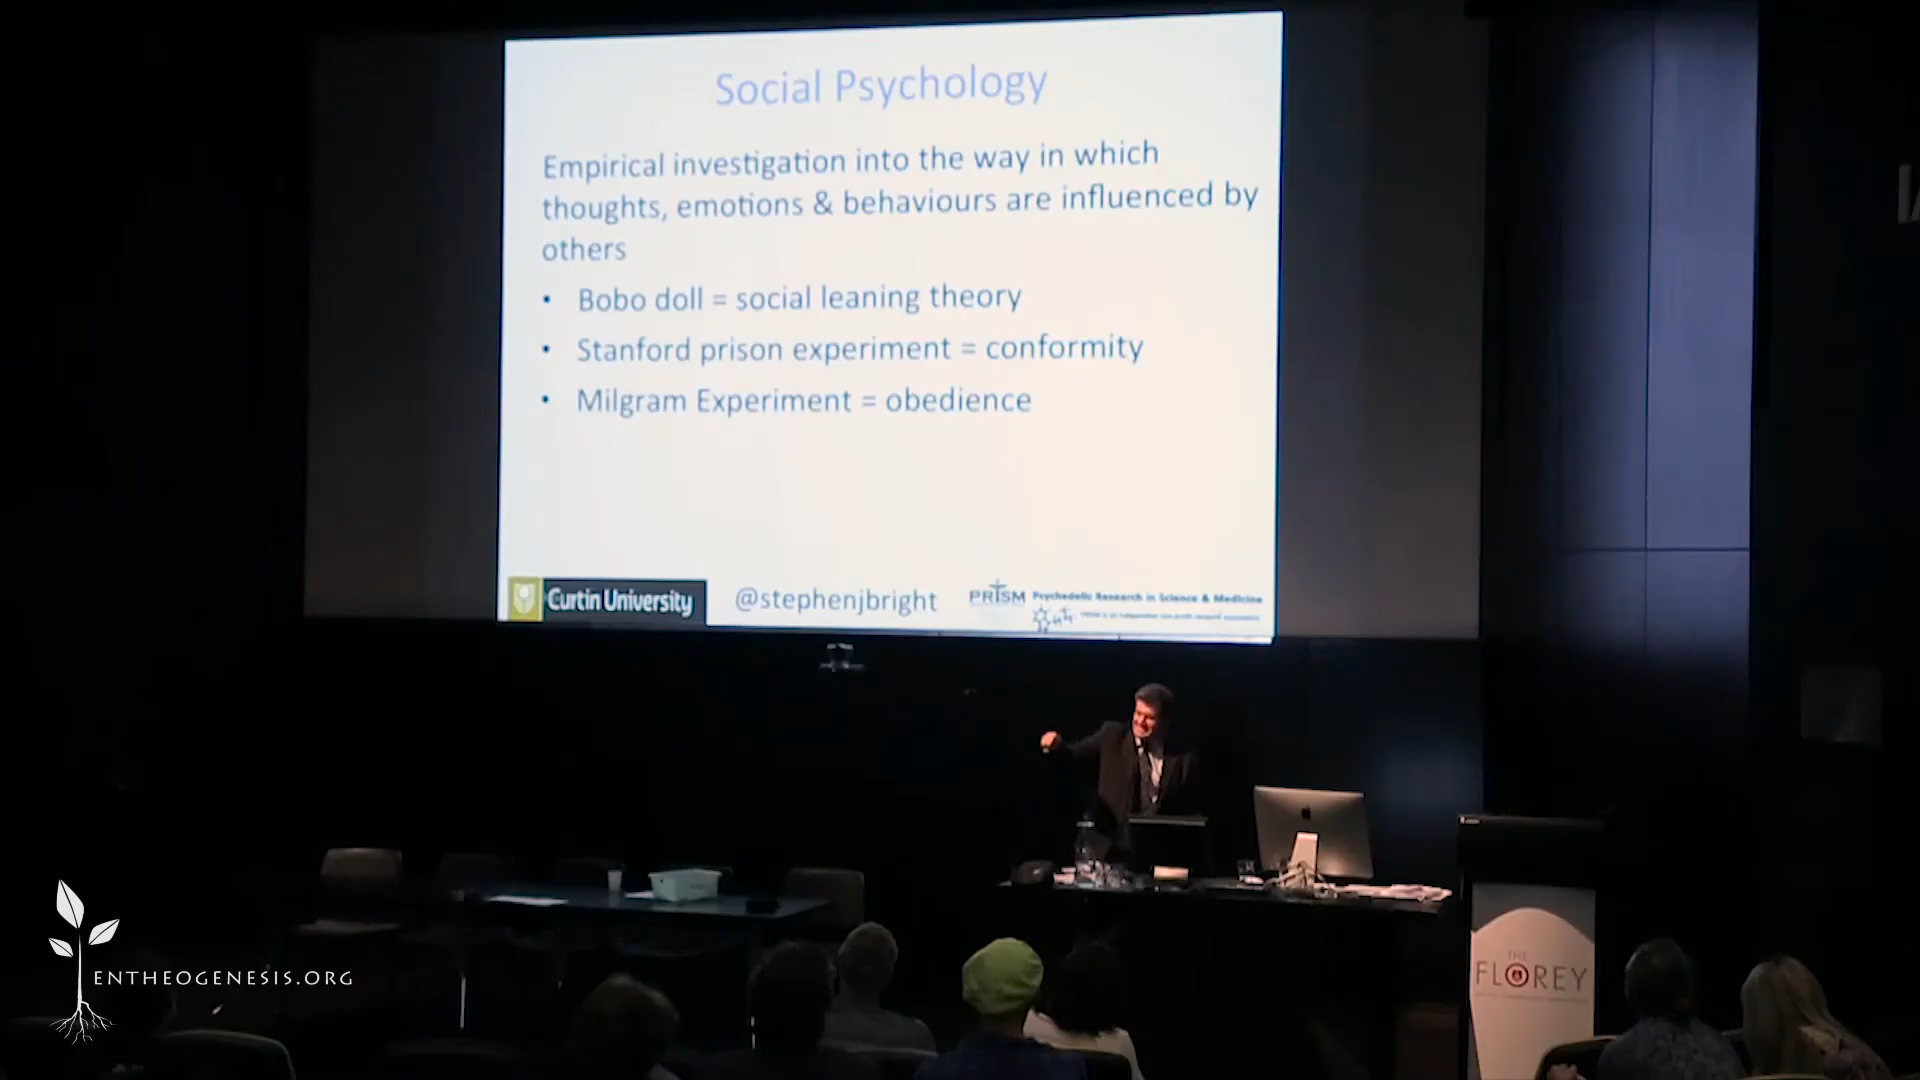 Social Psychology
Empirical investigation into the way in which
thoughts, emotions & behaviours are influenced by
others
• Bobo doll = social leaning theory
• Stanford prison experiment = conformity
• Milgram Experiment = obedience
Curtin University
@stephenjbright
PRISM Psychedelic Research in Science & Medicine
ENTHEOGENESIS.ORG
THE
FLOREY